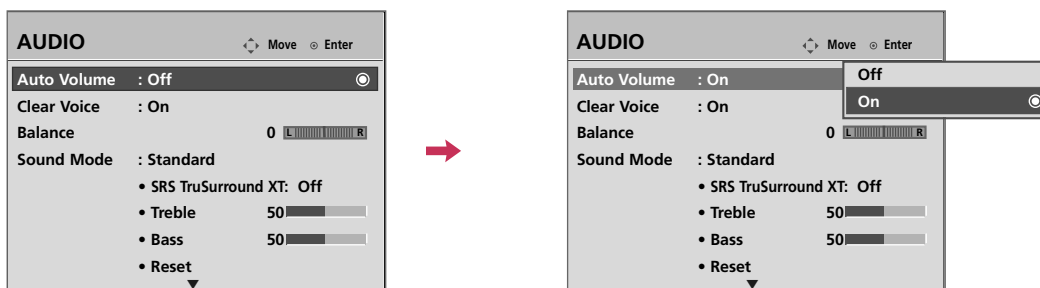 AUDIO
Move Enter
Auto Volume : Off
Clear Voice : On
Balance 0 L R
Sound Mode : Standard
• SRS TruSurround XT: Off
• Treble 50
• Bass 50
• Reset
AUDIO
Move Enter
Auto Volume : On
Off
On
Clear Voice : On
Balance 0 L R
Sound Mode : Standard
• SRS TruSurround XT: Off
• Treble 50
• Bass 50
• Reset